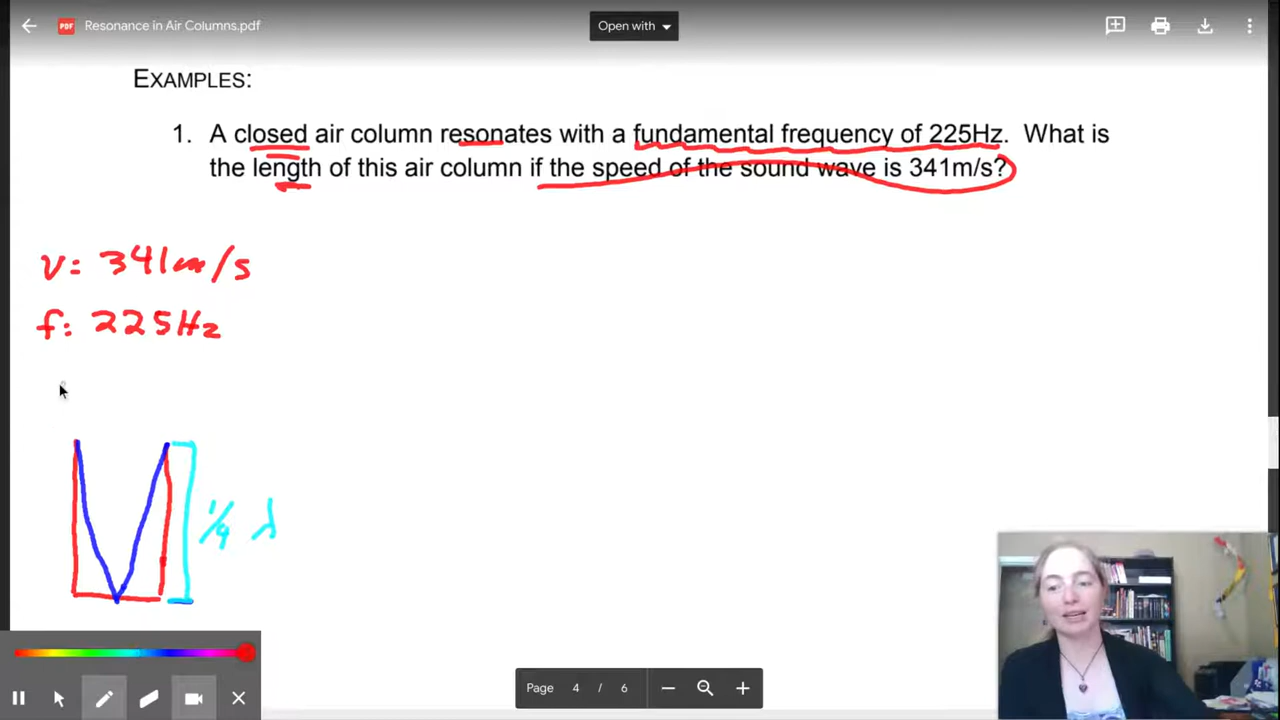 Resonance in Air Columns.pdf
Open with
EXAMPLES:
1. A closed air column resonates with a fundamental frequency of 225Hz. What is
the length of this air column if the speed of the sound wave is 341m/s?
v= 341m/s
f: 225Hz
1/4 λ
Page 4 / 6